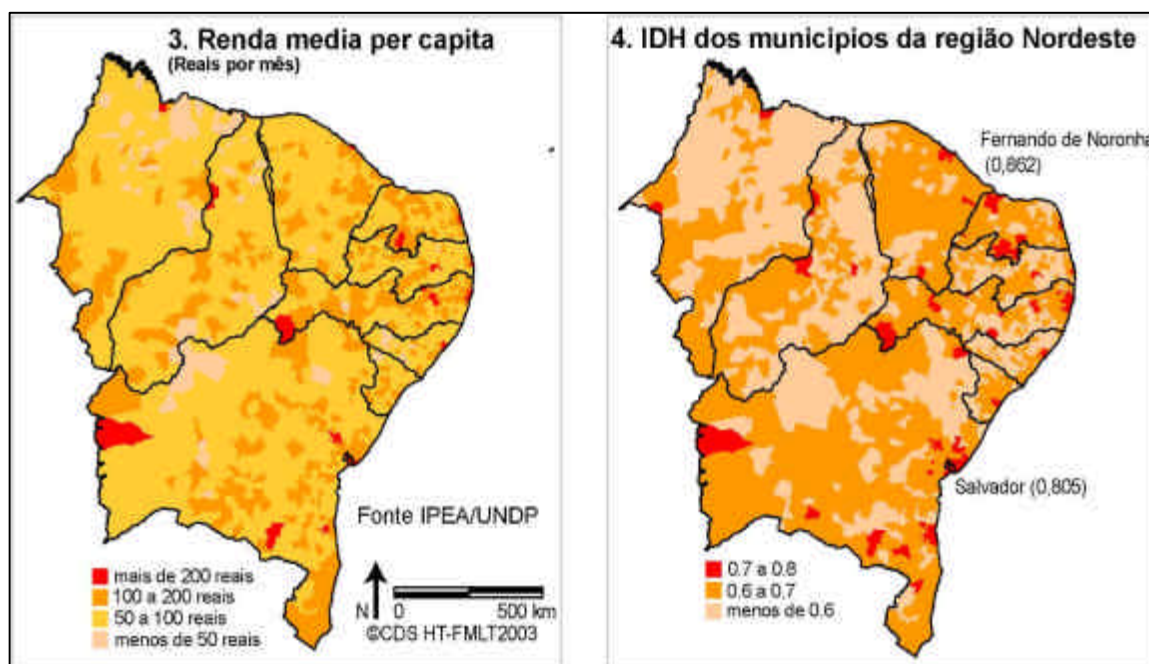 3. Renda media per capita
(Reais por mês)
Fonte IPEA/UNDP
mais de 200 reais
100 a 200 reais
50 a 100 reais
menos de 50 reais
N
0 500 km
©CDS HT-FMLT2003
4. IDH dos municipios da região Nordeste
Fernando de Noronha
(0,862)
Salvador (0,805)
0.7 a 0.8
0.6 a 0.7
menos de 0.6